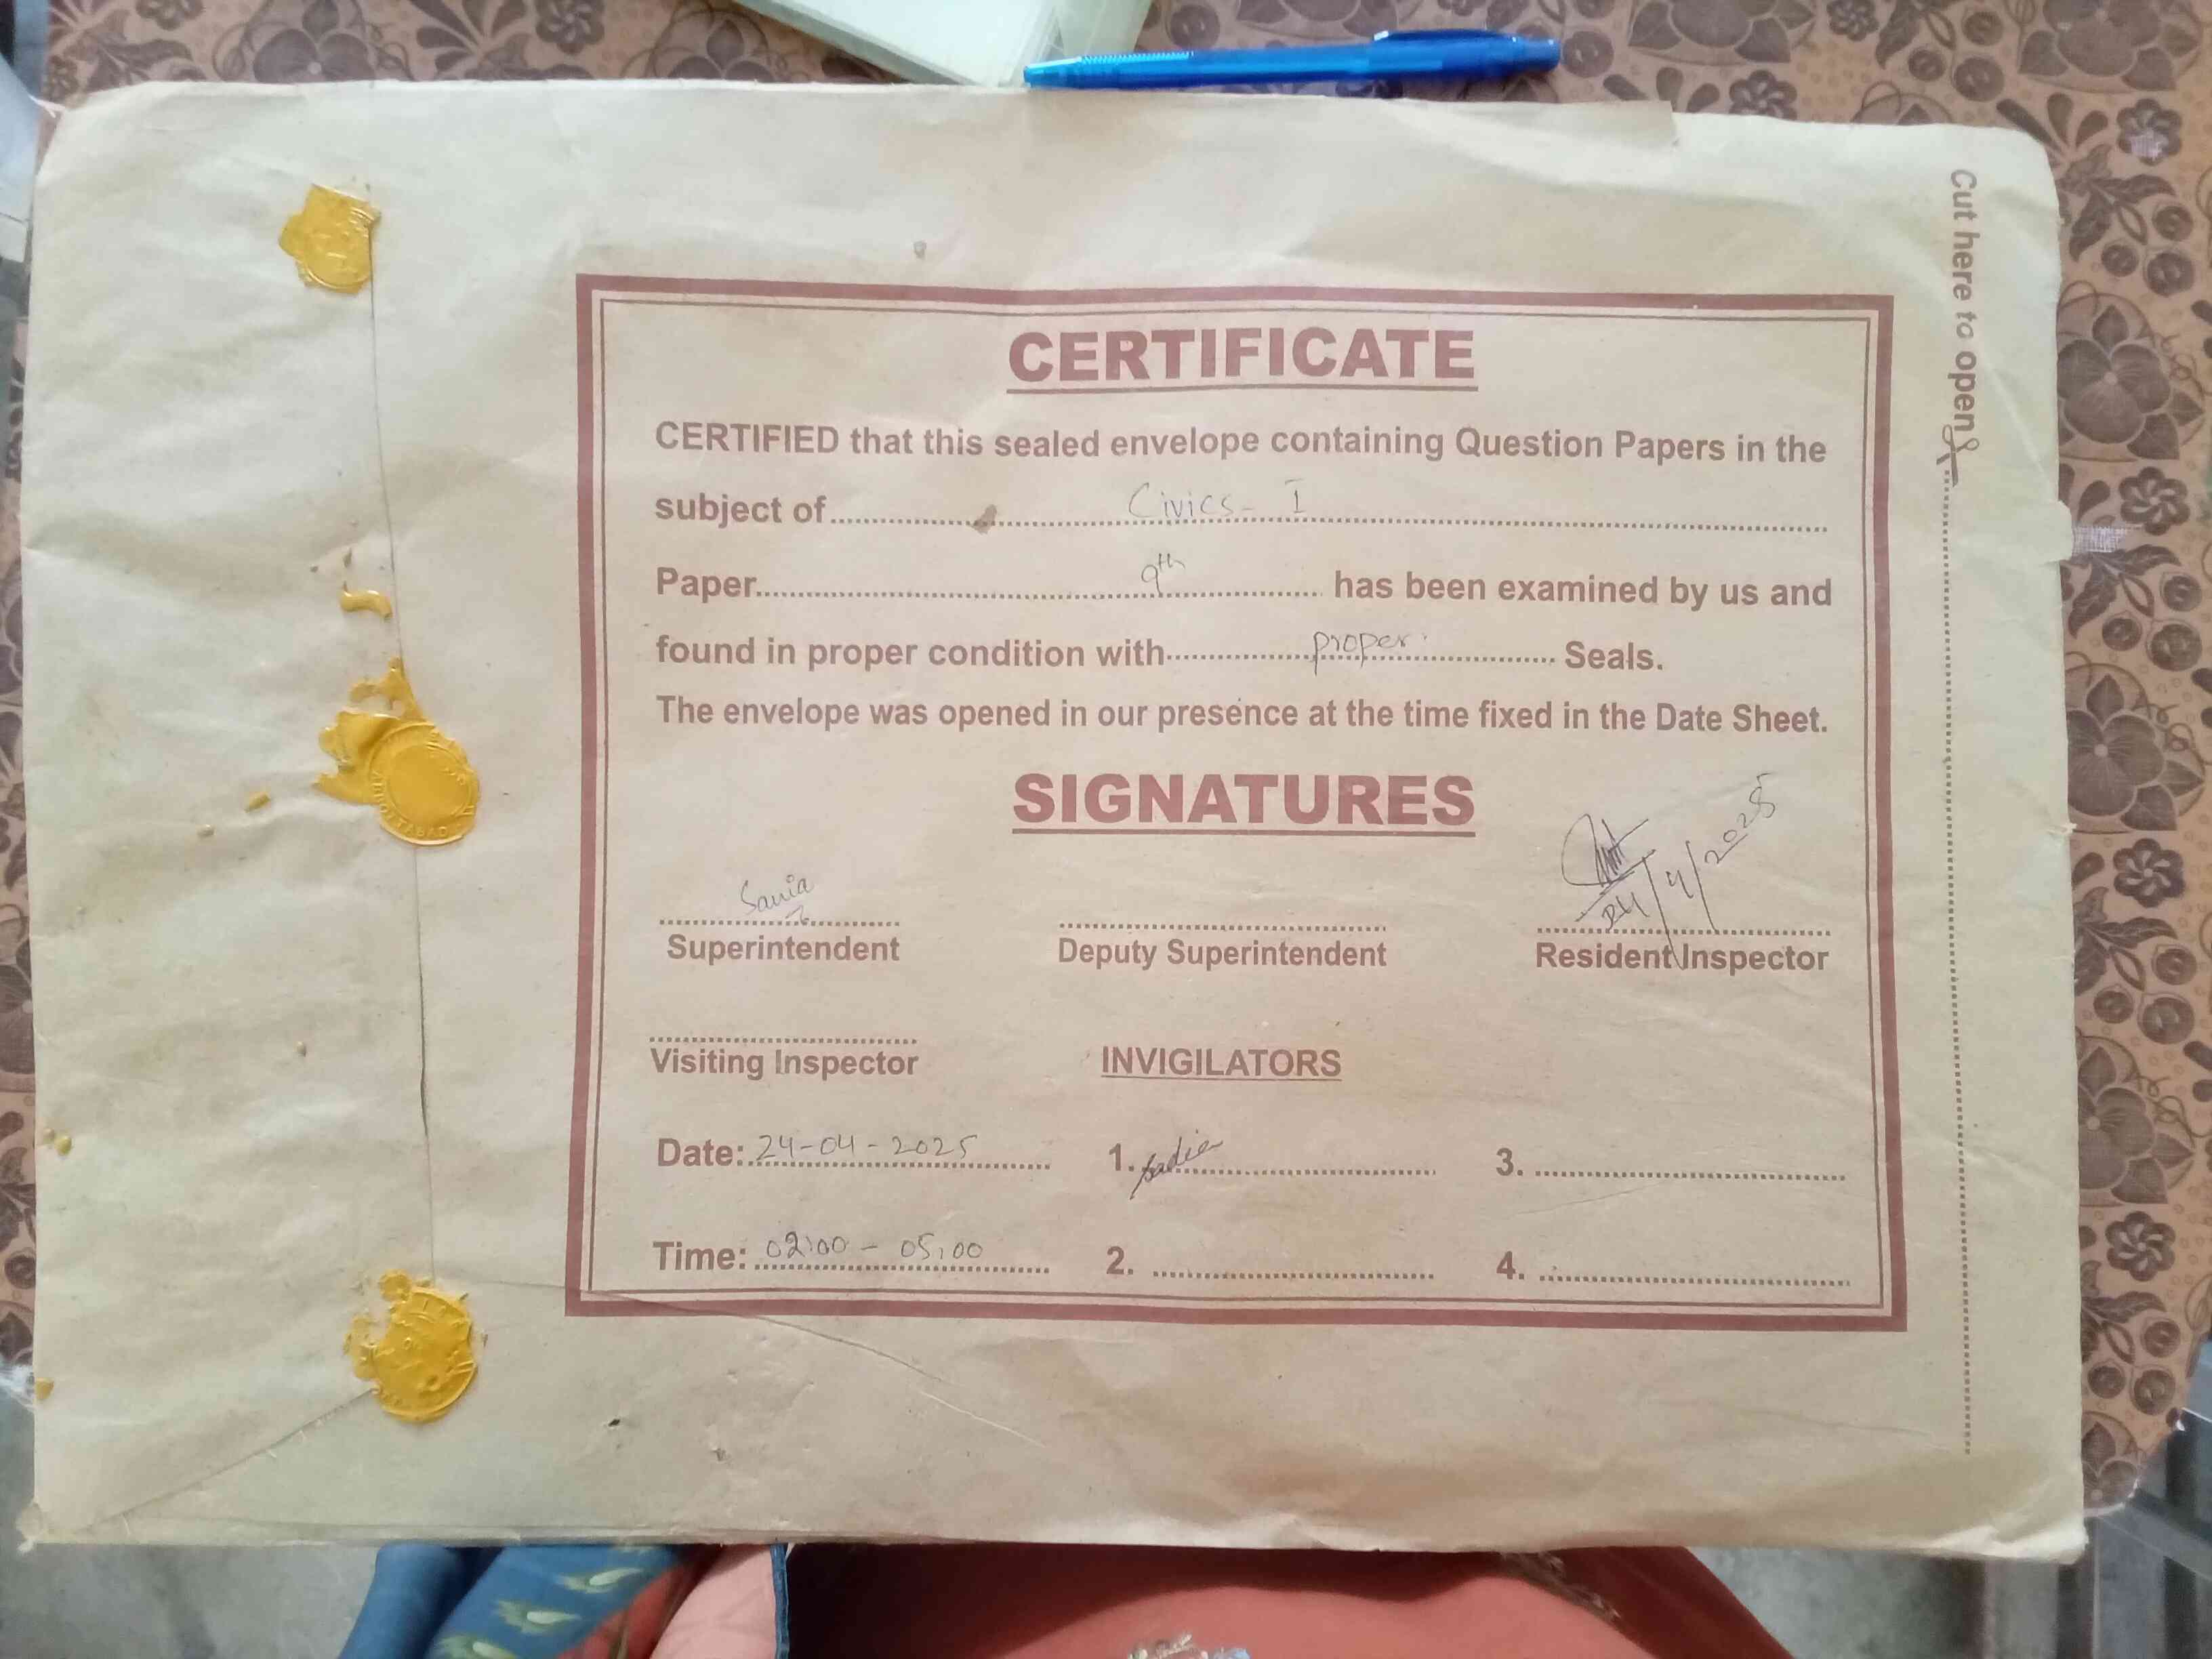 Cut here to open
CERTIFICATE
CERTIFIED that this sealed envelope containing Question Papers in the
subject of Civics - I
Paper 9th has been examined by us and
found in proper condition with proper Seals.
The envelope was opened in our presence at the time fixed in the Date Sheet.
SIGNATURES
Sania 24/4/2025
Superintendent Deputy Superintendent Resident Inspector
Visiting Inspector INVIGILATORS
Date: 24-04-2025 1. Sadia 3.
Time: 02:00 - 05:00 2. 4.